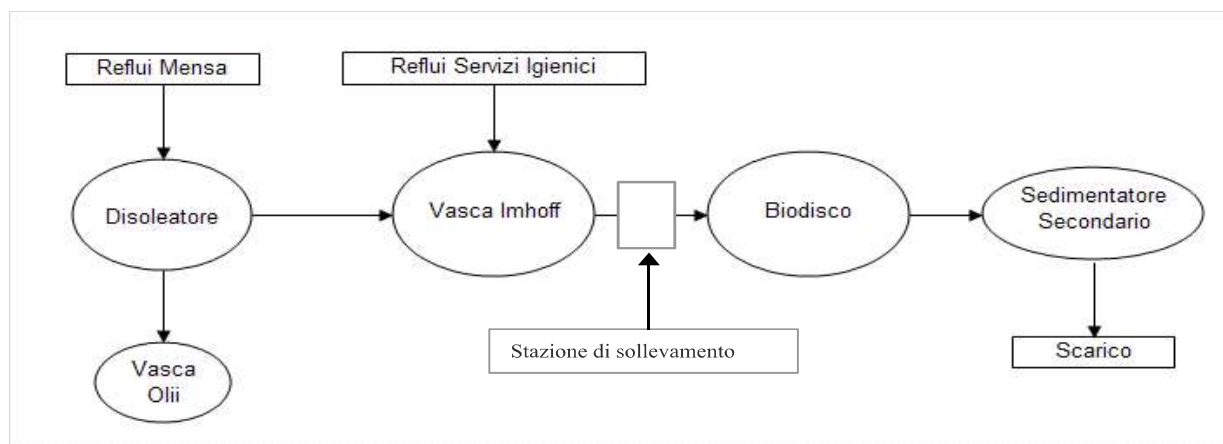 Reflui Mensa
Reflui Servizi Igienici
Disoleatore
Vasca Imhoff
Biodisco
Sedimentatore
Secondario
Stazione di sollevamento
Vasca
Olii
Scarico